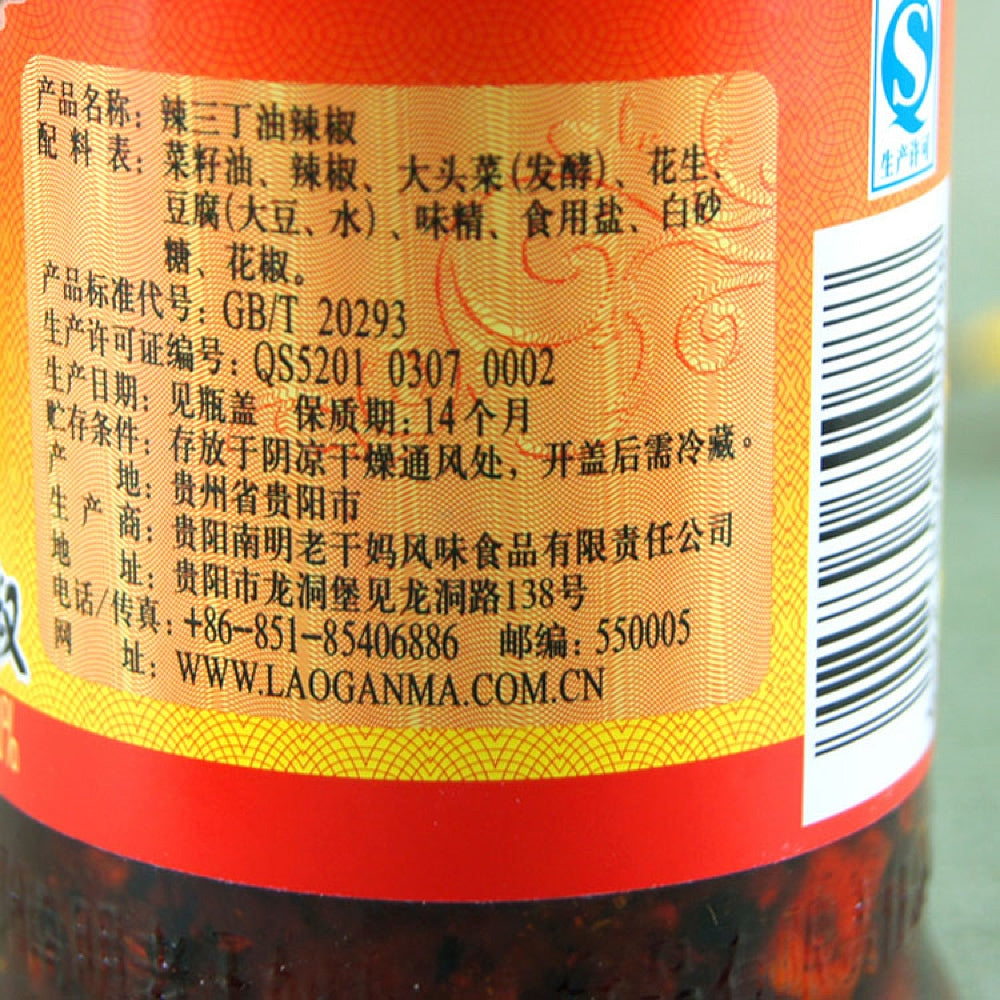 产品名称：辣三丁油辣椒
配料表：菜籽油、辣椒、大头菜(发酵)、花生、
豆腐(大豆、水)、味精、食用盐、白砂
糖、花椒。
产品标准代号：GB/T 20293
生产许可证编号：QS5201 0307 0002
生产日期：见瓶盖 保质期：14个月
贮存条件：存放于阴凉干燥通风处，开盖后需冷藏。
产地：贵州省贵阳市
生产商：贵阳南明老干妈风味食品有限责任公司
地址：贵阳市龙洞堡见龙洞路138号
电话/传真：+86-851-85406886 邮编：550005
网址：WWW.LAOGANMA.COM.CN
生产许可